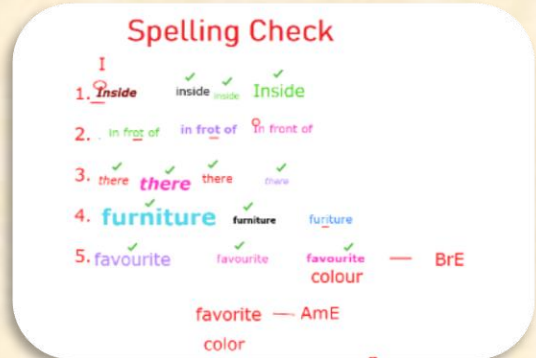 Spelling Check
I
1. Inside inside inside Inside
2. in frot of in frot of In front of
3. there there there there
4. furniture furniture furiture
5. favourite favourite favourite — BrE
colour
favorite — AmE
color